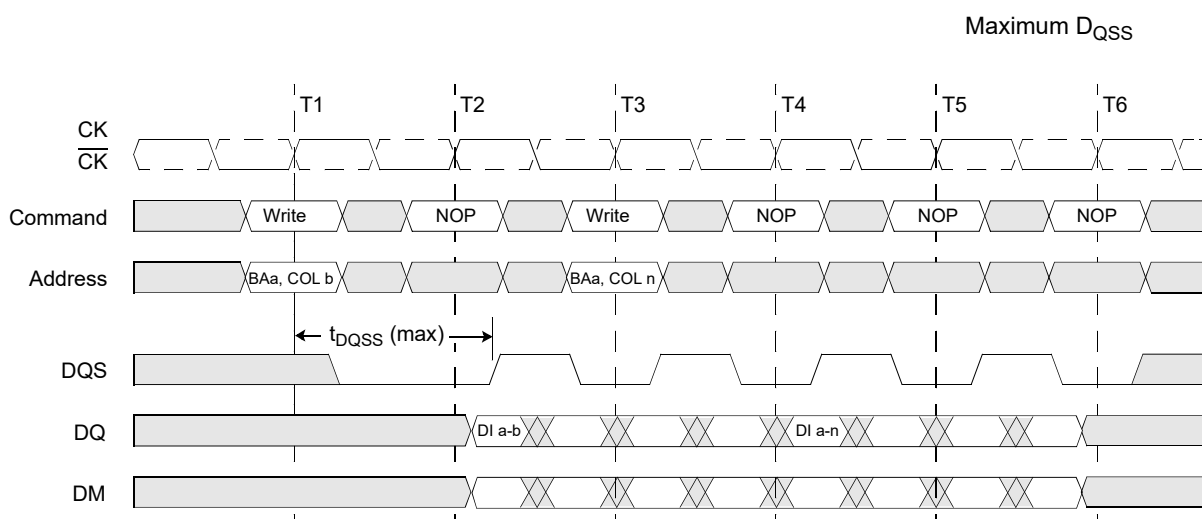 Maximum DQSS
T1 T2 T3 T4 T5 T6
CK
CK
Command Write NOP Write NOP NOP NOP
Address BAa, COL b BAa, COL n
tDQSS (max)
DQS
DQ DI a-b DI a-n
DM